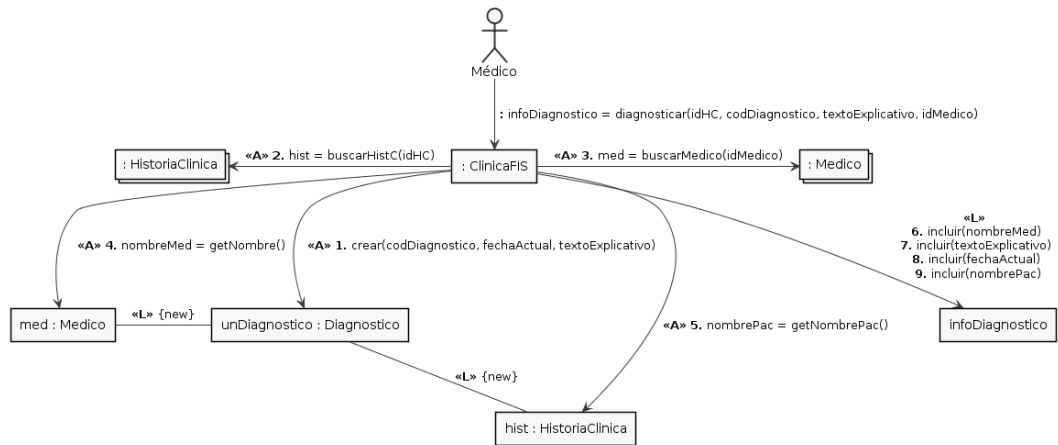 Médico
: infoDiagnostico = diagnosticar(idHC, codDiagnostico, textoExplicativo, idMedico)
: HistoriaClinica
«A» 2. hist = buscarHistC(idHC)
: ClinicaFIS
«A» 3. med = buscarMedico(idMedico)
: Medico
«A» 4. nombreMed = getNombre()
«A» 1. crear(codDiagnostico, fechaActual, textoExplicativo)
«L»
6. incluir(nombreMed)
7. incluir(textoExplicativo)
8. incluir(fechaActual)
9. incluir(nombrePac)
med : Medico
«L» {new}
unDiagnostico : Diagnostico
«A» 5. nombrePac = getNombrePac()
infoDiagnostico
«L» {new}
hist : HistoriaClinica